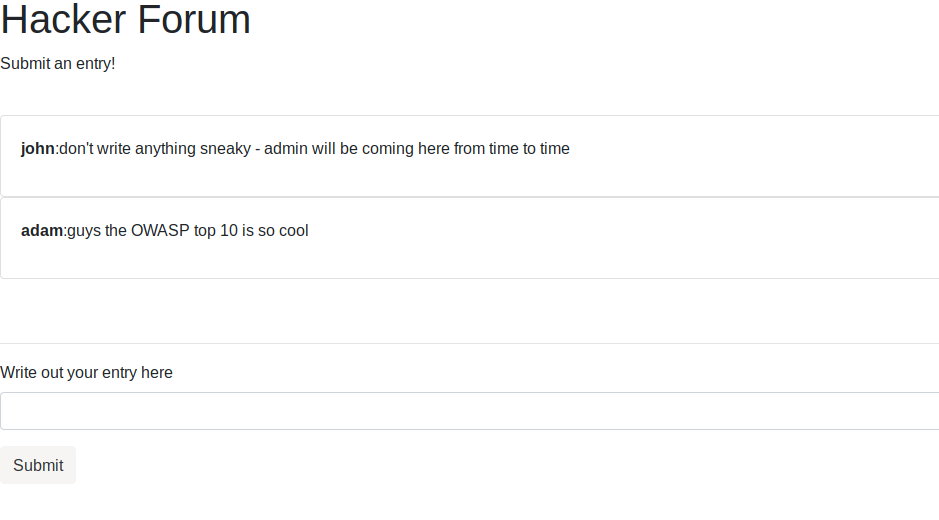 Hacker Forum
Submit an entry!
john:don't write anything sneaky - admin will be coming here from time to time
adam:guys the OWASP top 10 is so cool
Write out your entry here
Submit